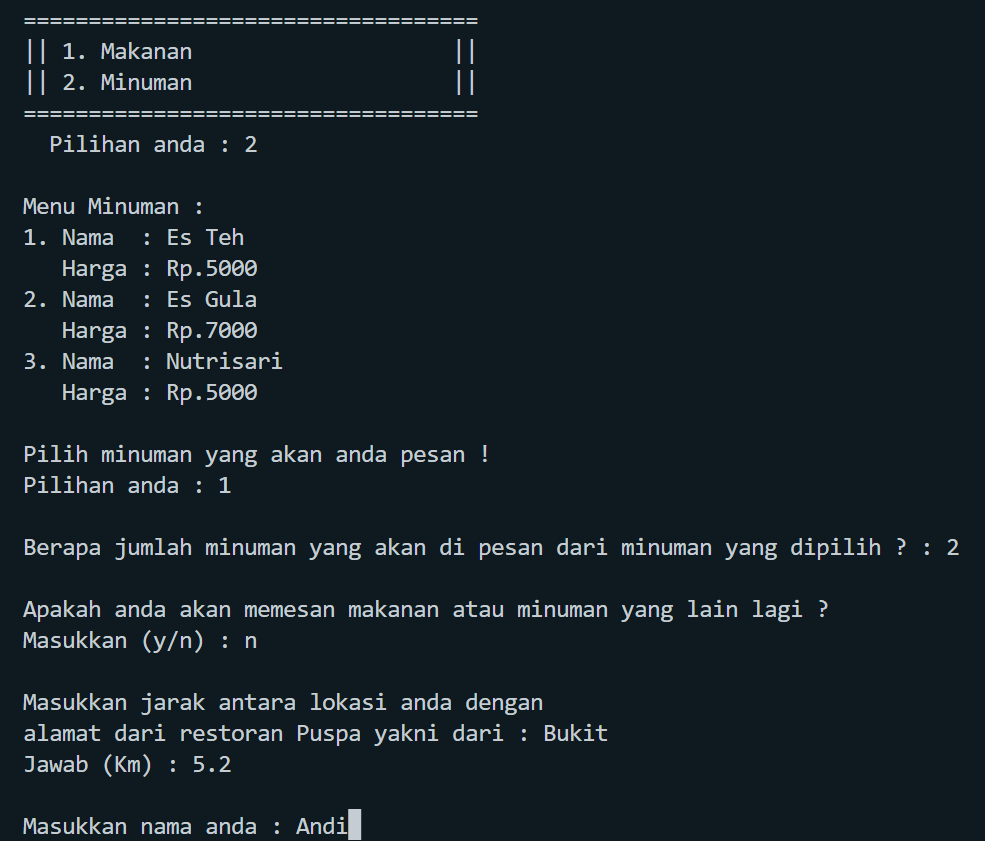 ===================================
|| 1. Makanan                    ||
|| 2. Minuman                    ||
===================================
  Pilihan anda : 2

Menu Minuman :
1. Nama  : Es Teh
   Harga : Rp.5000
2. Nama  : Es Gula
   Harga : Rp.7000
3. Nama  : Nutrisari
   Harga : Rp.5000

Pilih minuman yang akan anda pesan !
Pilihan anda : 1

Berapa jumlah minuman yang akan di pesan dari minuman yang dipilih ? : 2

Apakah anda akan memesan makanan atau minuman yang lain lagi ?
Masukkan (y/n) : n

Masukkan jarak antara lokasi anda dengan
alamat dari restoran Puspa yakni dari : Bukit
Jawab (Km) : 5.2

Masukkan nama anda : Andi